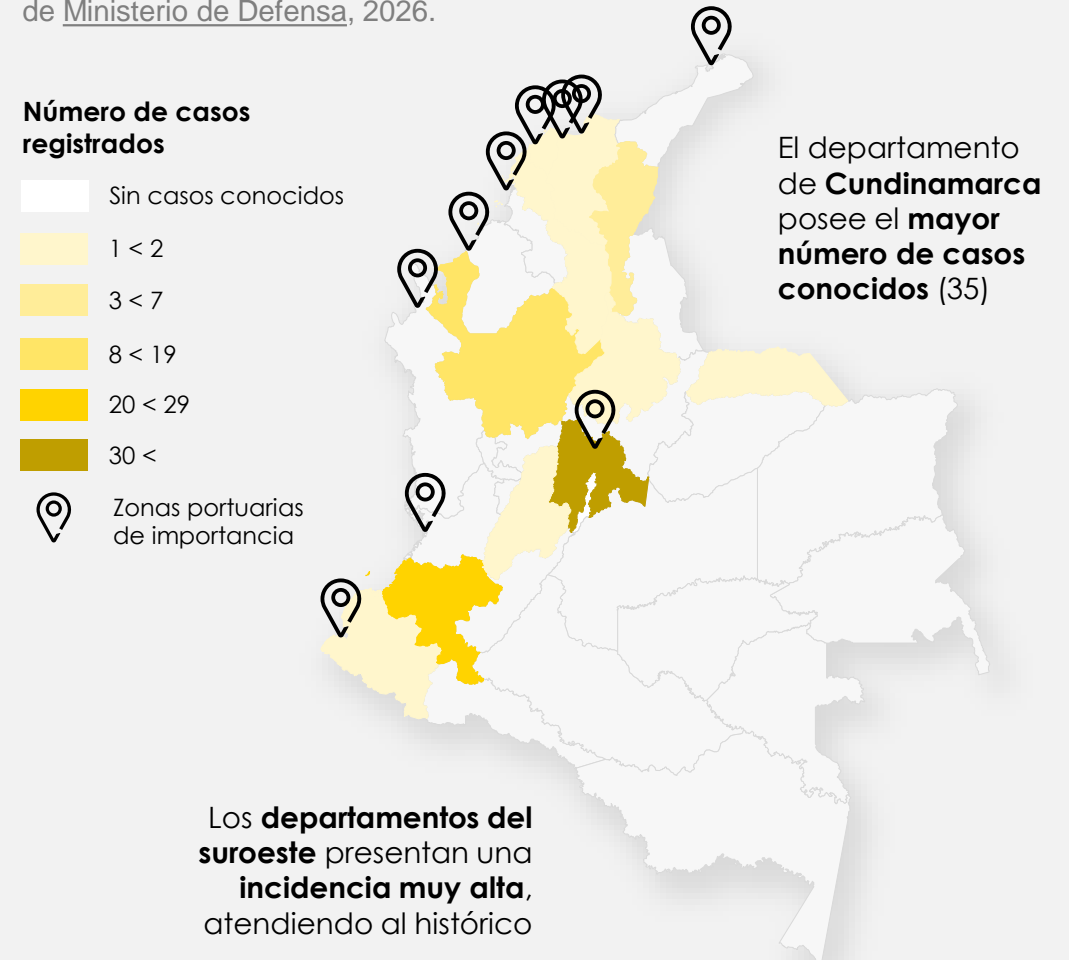 de Ministerio de Defensa, 2026.
Número de casos
registrados
Sin casos conocidos
1 < 2
3 < 7
8 < 19
20 < 29
30 <
Zonas portuarias
de importancia
El departamento
de Cundinamarca
posee el mayor
número de casos
conocidos (35)
Los departamentos del
suroeste presentan una
incidencia muy alta,
atendiendo al histórico